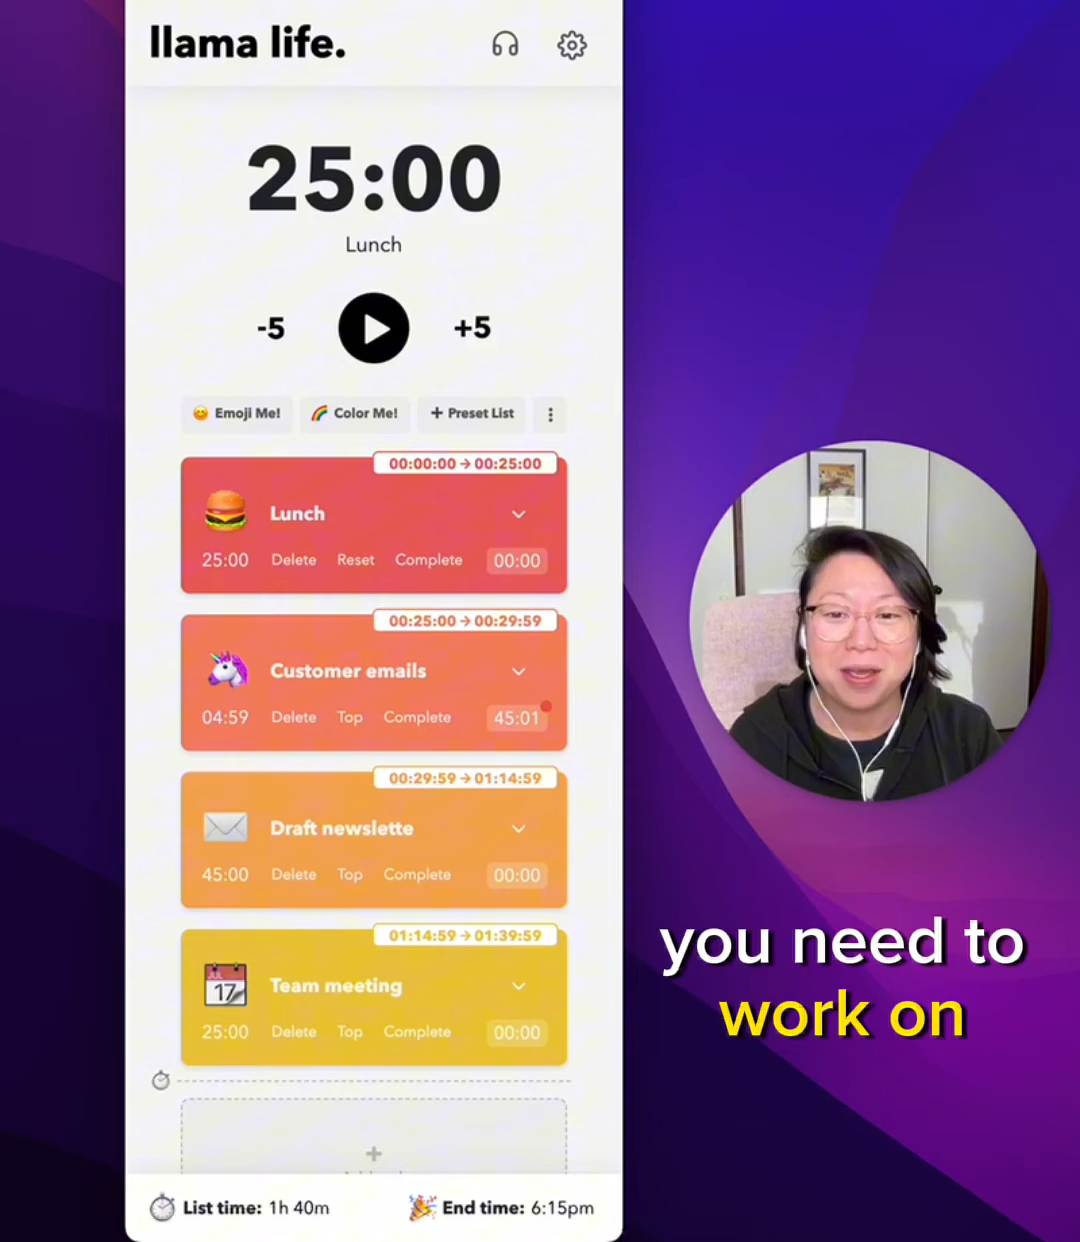 llama life.
25:00
Lunch
-5
+5
Emoji Me!
Color Me!
+ Preset List
00:00:00 → 00:25:00
Lunch
25:00 Delete Reset Complete 00:00
00:25:00 → 00:29:59
Customer emails
04:59 Delete Top Complete 45:01
00:29:59 → 01:14:59
Draft newslette
45:00 Delete Top Complete 00:00
01:14:59 → 01:39:59
JUL
17
Team meeting
25:00 Delete Top Complete 00:00
+
List time: 1h 40m
End time: 6:15pm
you need to
work on